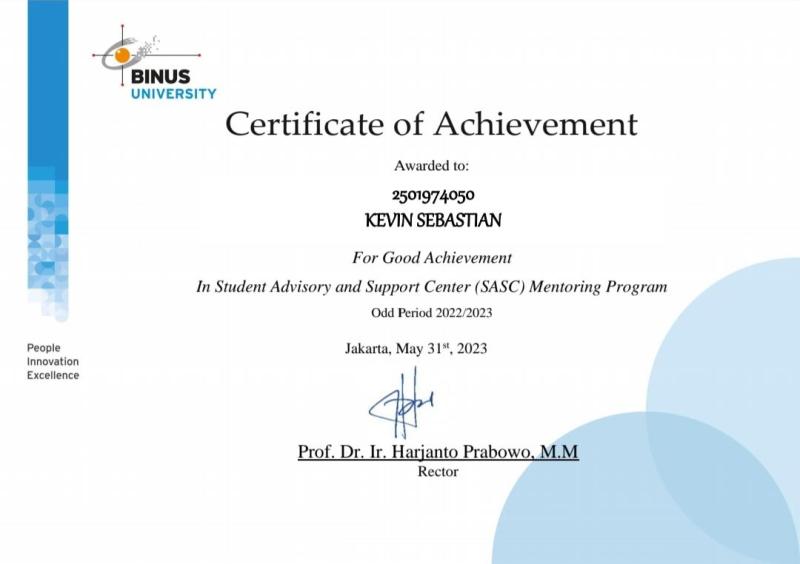 BINUS
UNIVERSITY
Certificate of Achievement
Awarded to:
2501974050
KEVIN SEBASTIAN
For Good Achievement
In Student Advisory and Support Center (SASC) Mentoring Program
Odd Period 2022/2023
Jakarta, May 31st, 2023
People
Innovation
Excellence
Prof. Dr. Ir. Harjanto Prabowo, M.M
Rector